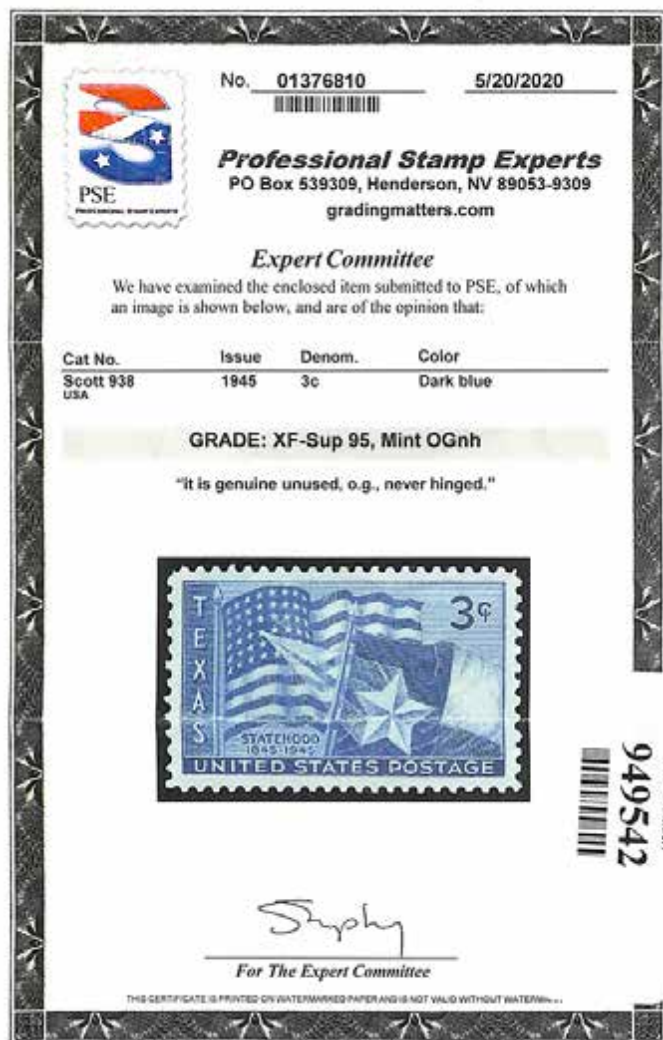 No. 01376810 5/20/2020
PSE
PROFESSIONAL STAMP EXPERTS
Professional Stamp Experts
PO Box 539309, Henderson, NV 89053-9309
gradingmatters.com
Expert Committee
We have examined the enclosed item submitted to PSE, of which
an image is shown below, and are of the opinion that:
Cat No. Issue Denom. Color
Scott 938 1945 3c Dark blue
USA
GRADE: XF-Sup 95, Mint OGnh
"it is genuine unused, o.g., never hinged."
TEXAS
3¢
STATEHOOD
1845-1945
UNITED STATES POSTAGE
949542
For The Expert Committee
THIS CERTIFICATE IS PRINTED ON WATERMARKED PAPER AND IS NOT VALID WITHOUT